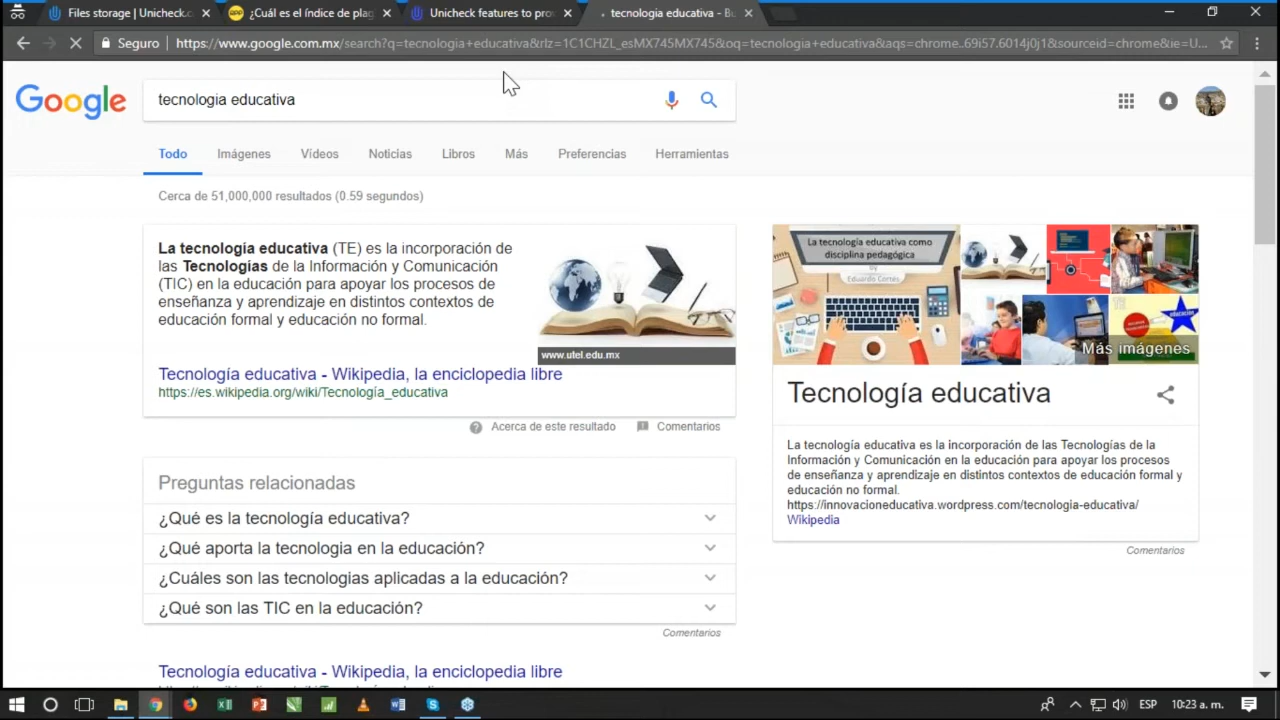 Files storage | Unicheck
¿Cuál es el índice de plag
Unicheck features to pro
tecnologia educativa - Bu
Seguro
https://www.google.com.mx/search?q=tecnologia+educativa&rlz=1C1CHZL_esMX745MX745&oq=tecnologia+educativa&aqs=chrome..69i57.6014j0j1&sourceid=chrome&ie=U...
Google
tecnologia educativa
Todo
Imágenes
Vídeos
Noticias
Libros
Más
Preferencias
Herramientas
Cerca de 51,000,000 resultados (0.59 segundos)
La tecnología educativa (TE) es la incorporación de
las Tecnologías de la Información y Comunicación
(TIC) en la educación para apoyar los procesos de
enseñanza y aprendizaje en distintos contextos de
educación formal y educación no formal.
www.utel.edu.mx
Tecnología educativa - Wikipedia, la enciclopedia libre
https://es.wikipedia.org/wiki/Tecnología_educativa
Acerca de este resultado
Comentarios
Preguntas relacionadas
¿Qué es la tecnología educativa?
¿Qué aporta la tecnologia en la educación?
¿Cuáles son las tecnologias aplicadas a la educación?
¿Qué son las TIC en la educación?
Comentarios
Tecnología educativa - Wikipedia, la enciclopedia libre
La tecnología educativa como
disciplina pedagógica
by
Eduardo Cortés
TE
Más imágenes
Tecnología educativa
La tecnología educativa es la incorporación de las Tecnologías de la
Información y Comunicación en la educación para apoyar los procesos
de enseñanza y aprendizaje en distintos contextos de educación formal y
educación no formal.
https://innovacioneducativa.wordpress.com/tecnologia-educativa/
Wikipedia
Comentarios
ESP
10:23 a. m.